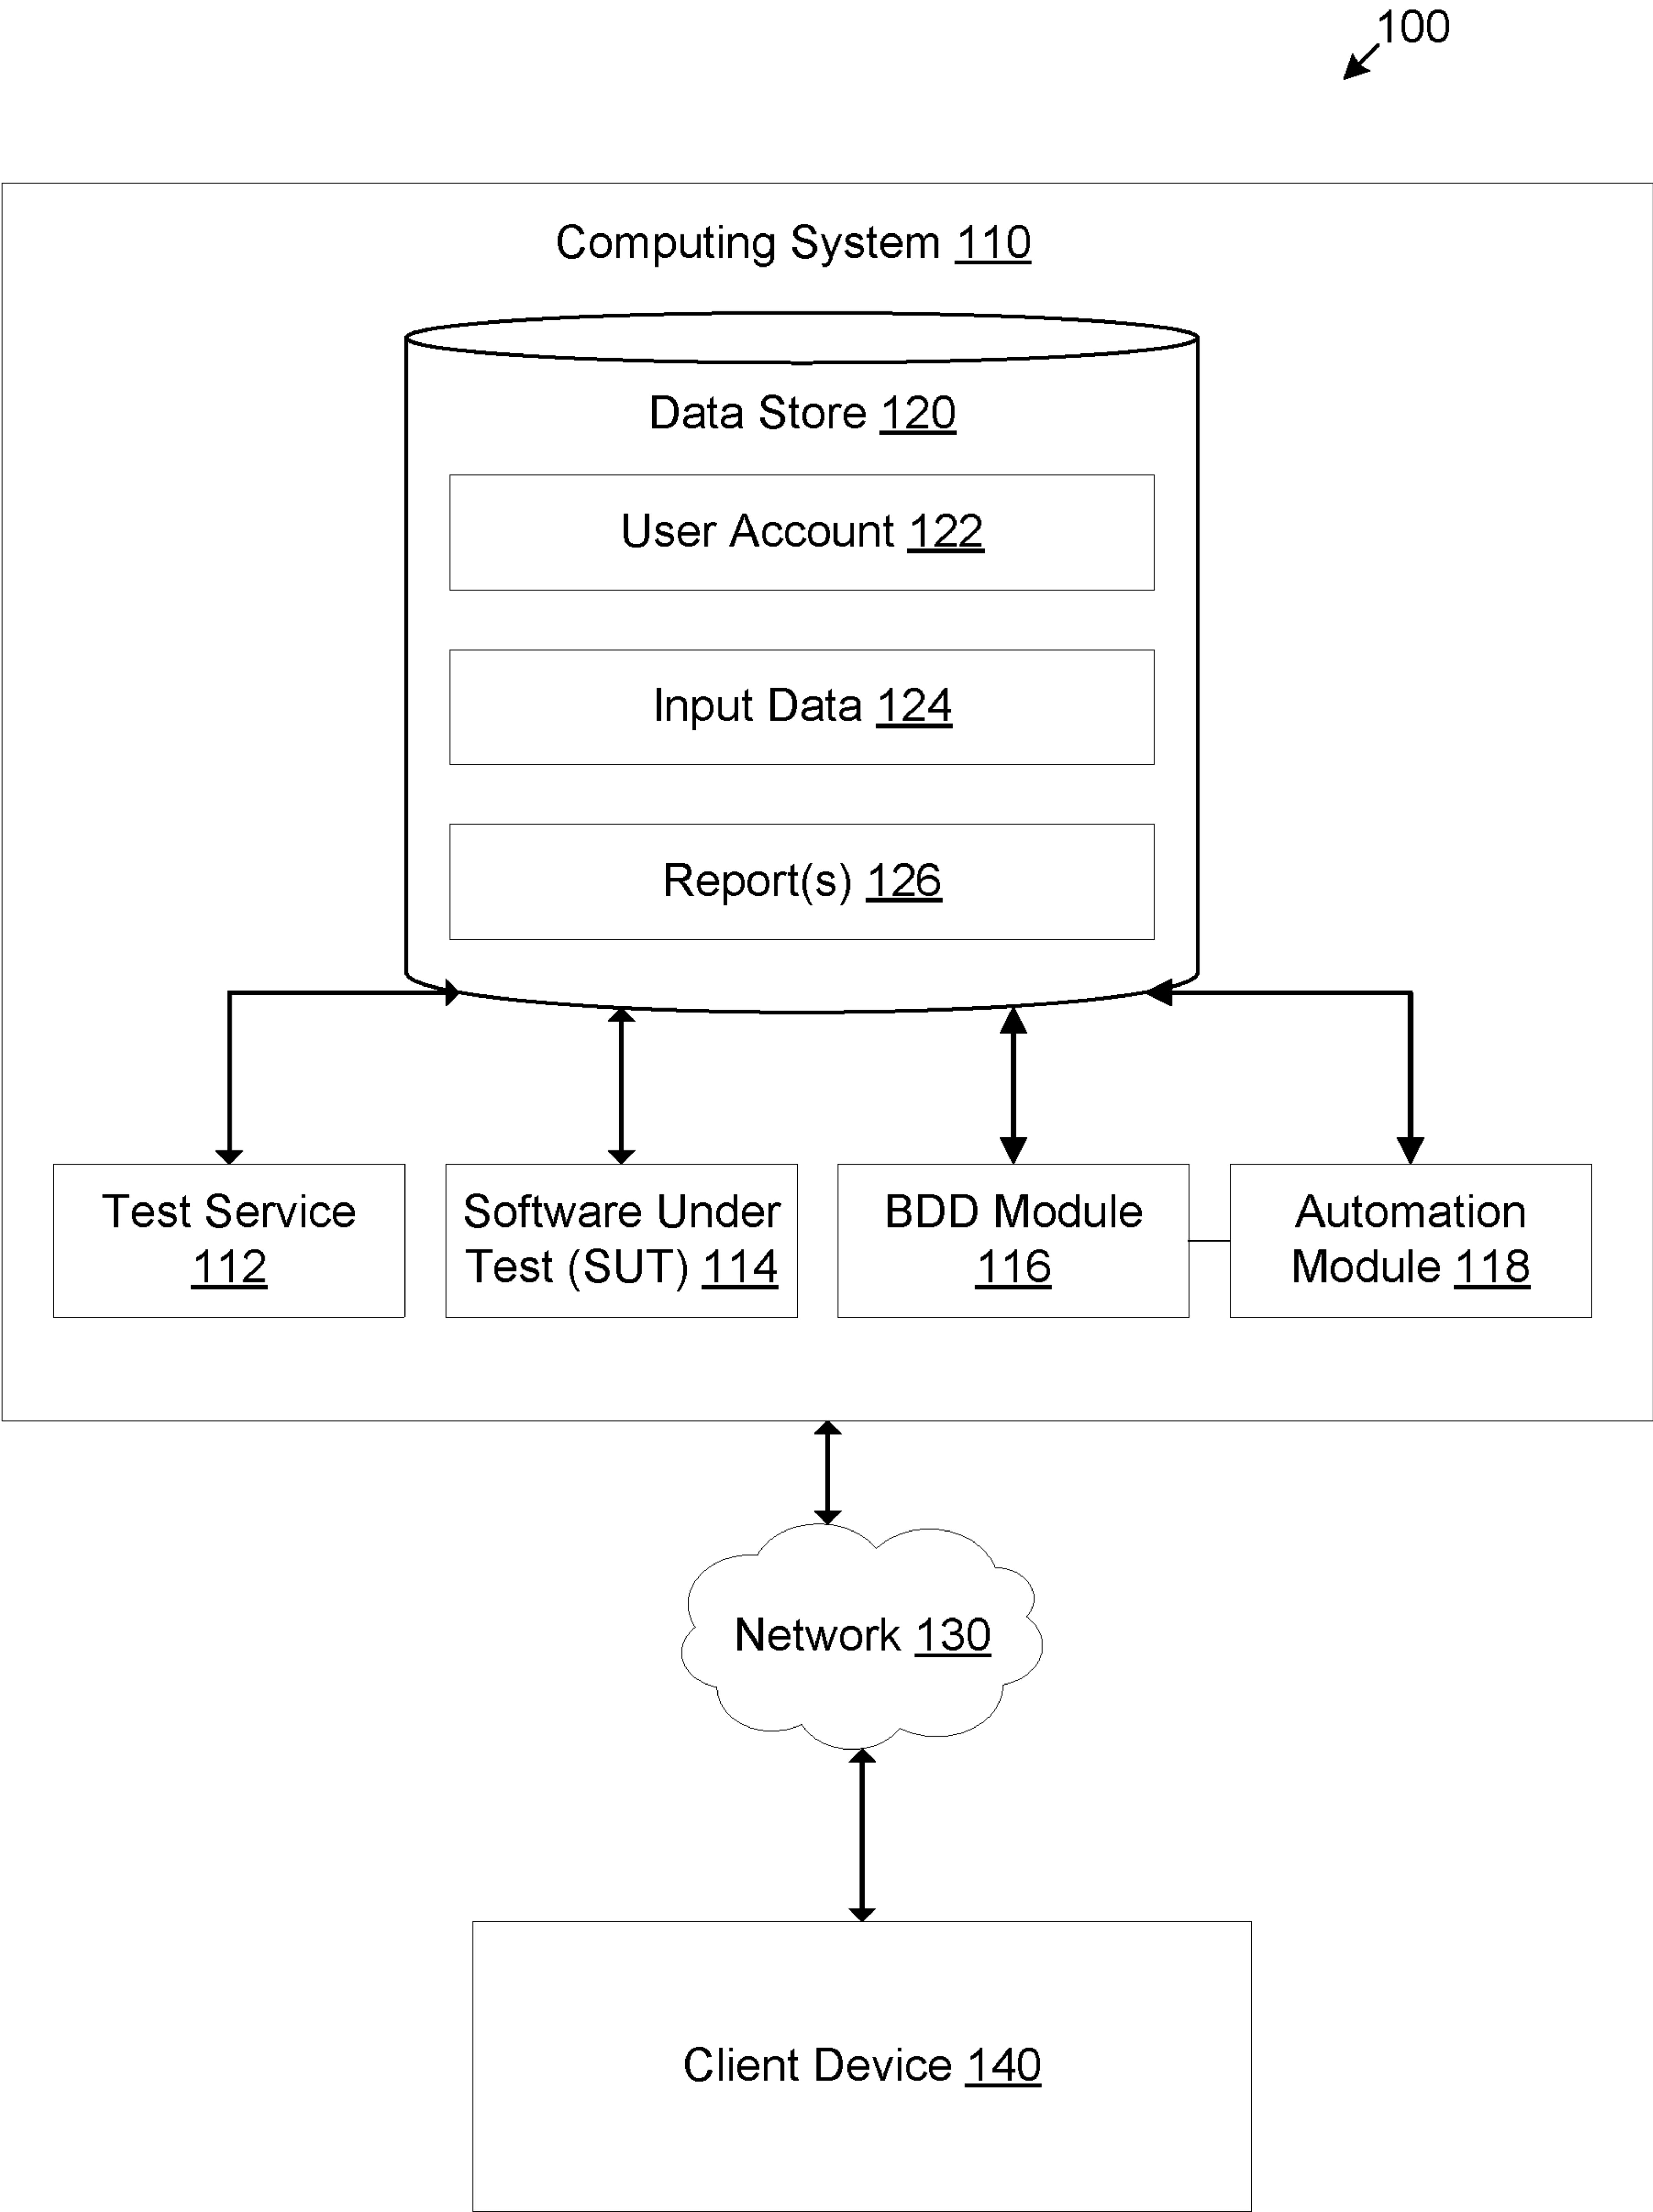 100
Computing System 110
Data Store 120
User Account 122
Input Data 124
Report(s) 126
Test Service
112
Software Under
Test (SUT) 114
BDD Module
116
Automation
Module 118
Network 130
Client Device 140